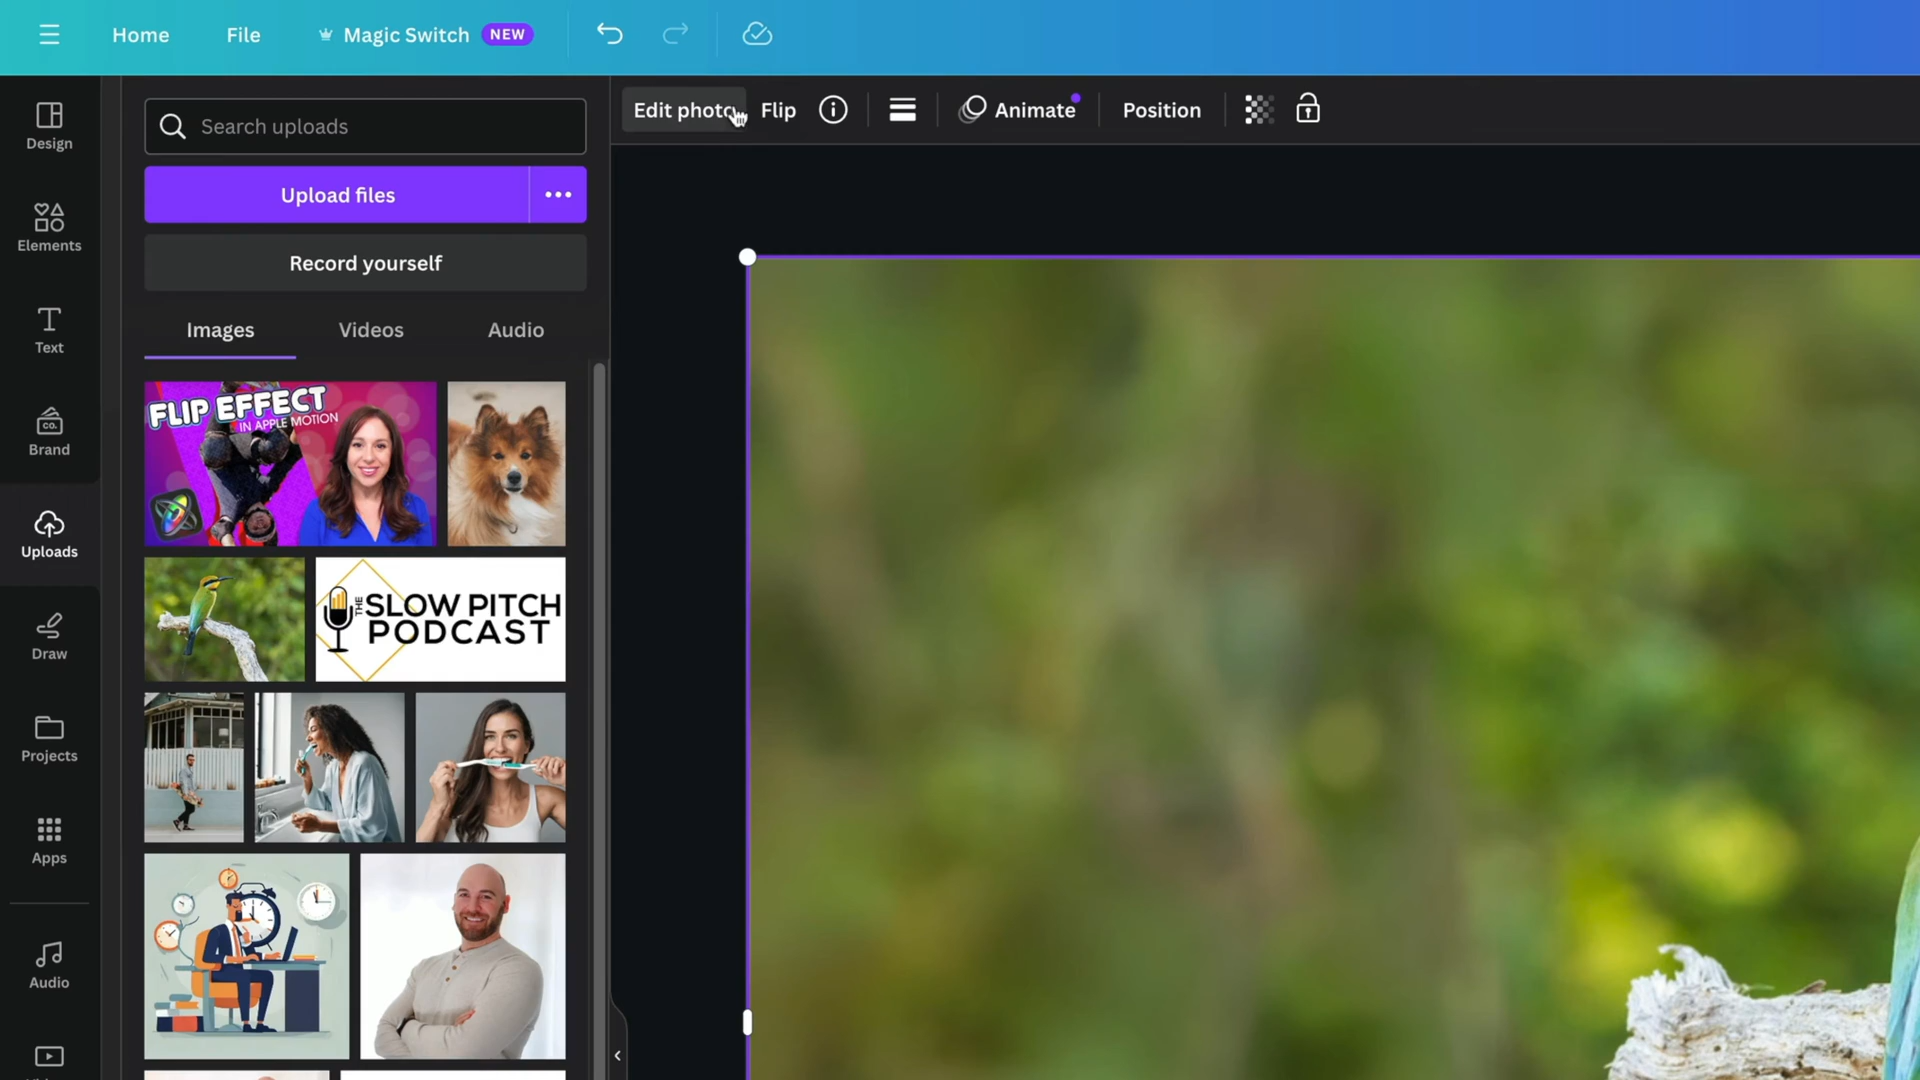 Home File Magic Switch NEW
Design
Elements
Text
Brand
CO.
Uploads
Draw
Projects
Apps
Audio
Search uploads
Upload files
Record yourself
Images Videos Audio
FLIP EFFECT
IN APPLE MOTION
THE SLOW PITCH
PODCAST
Edit photo Flip Animate Position